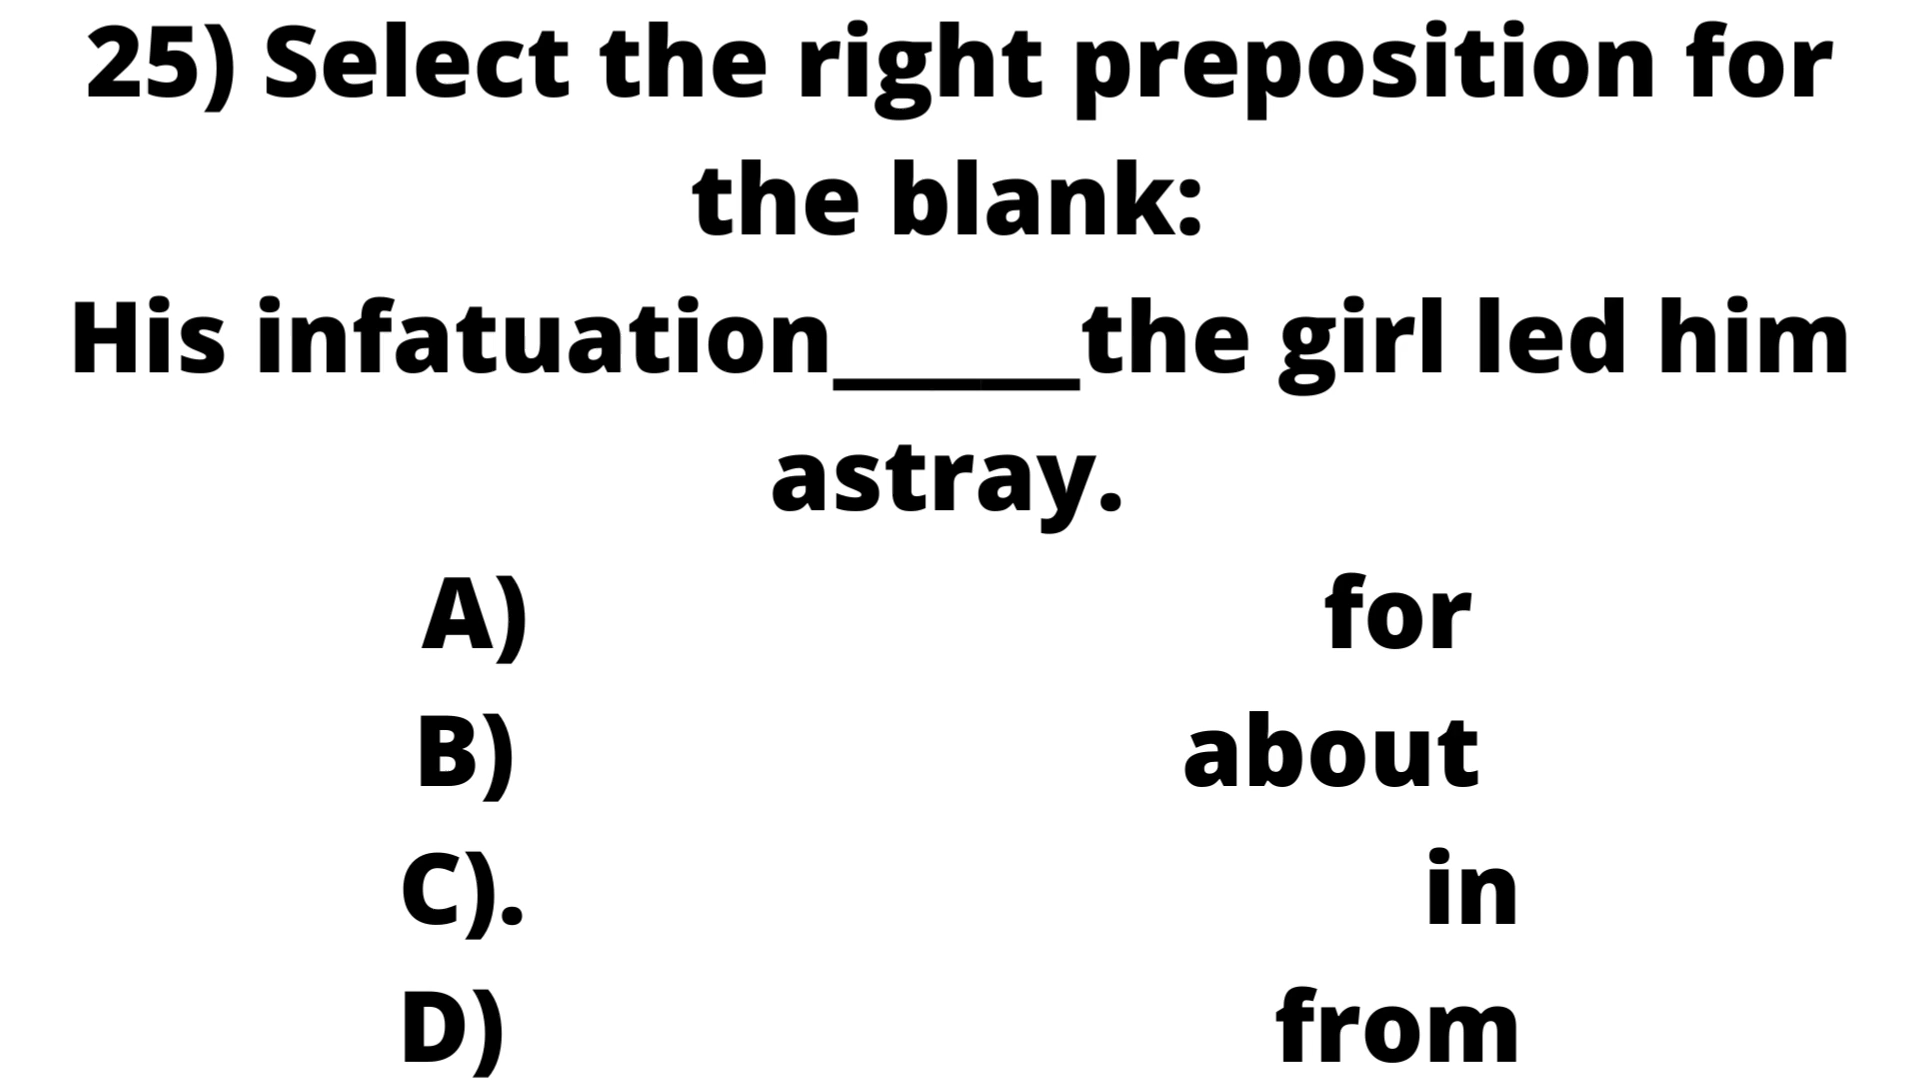 25) Select the right preposition for
the blank:
His infatuation_____the girl led him
astray.
A) for
B) about
C). in
D) from